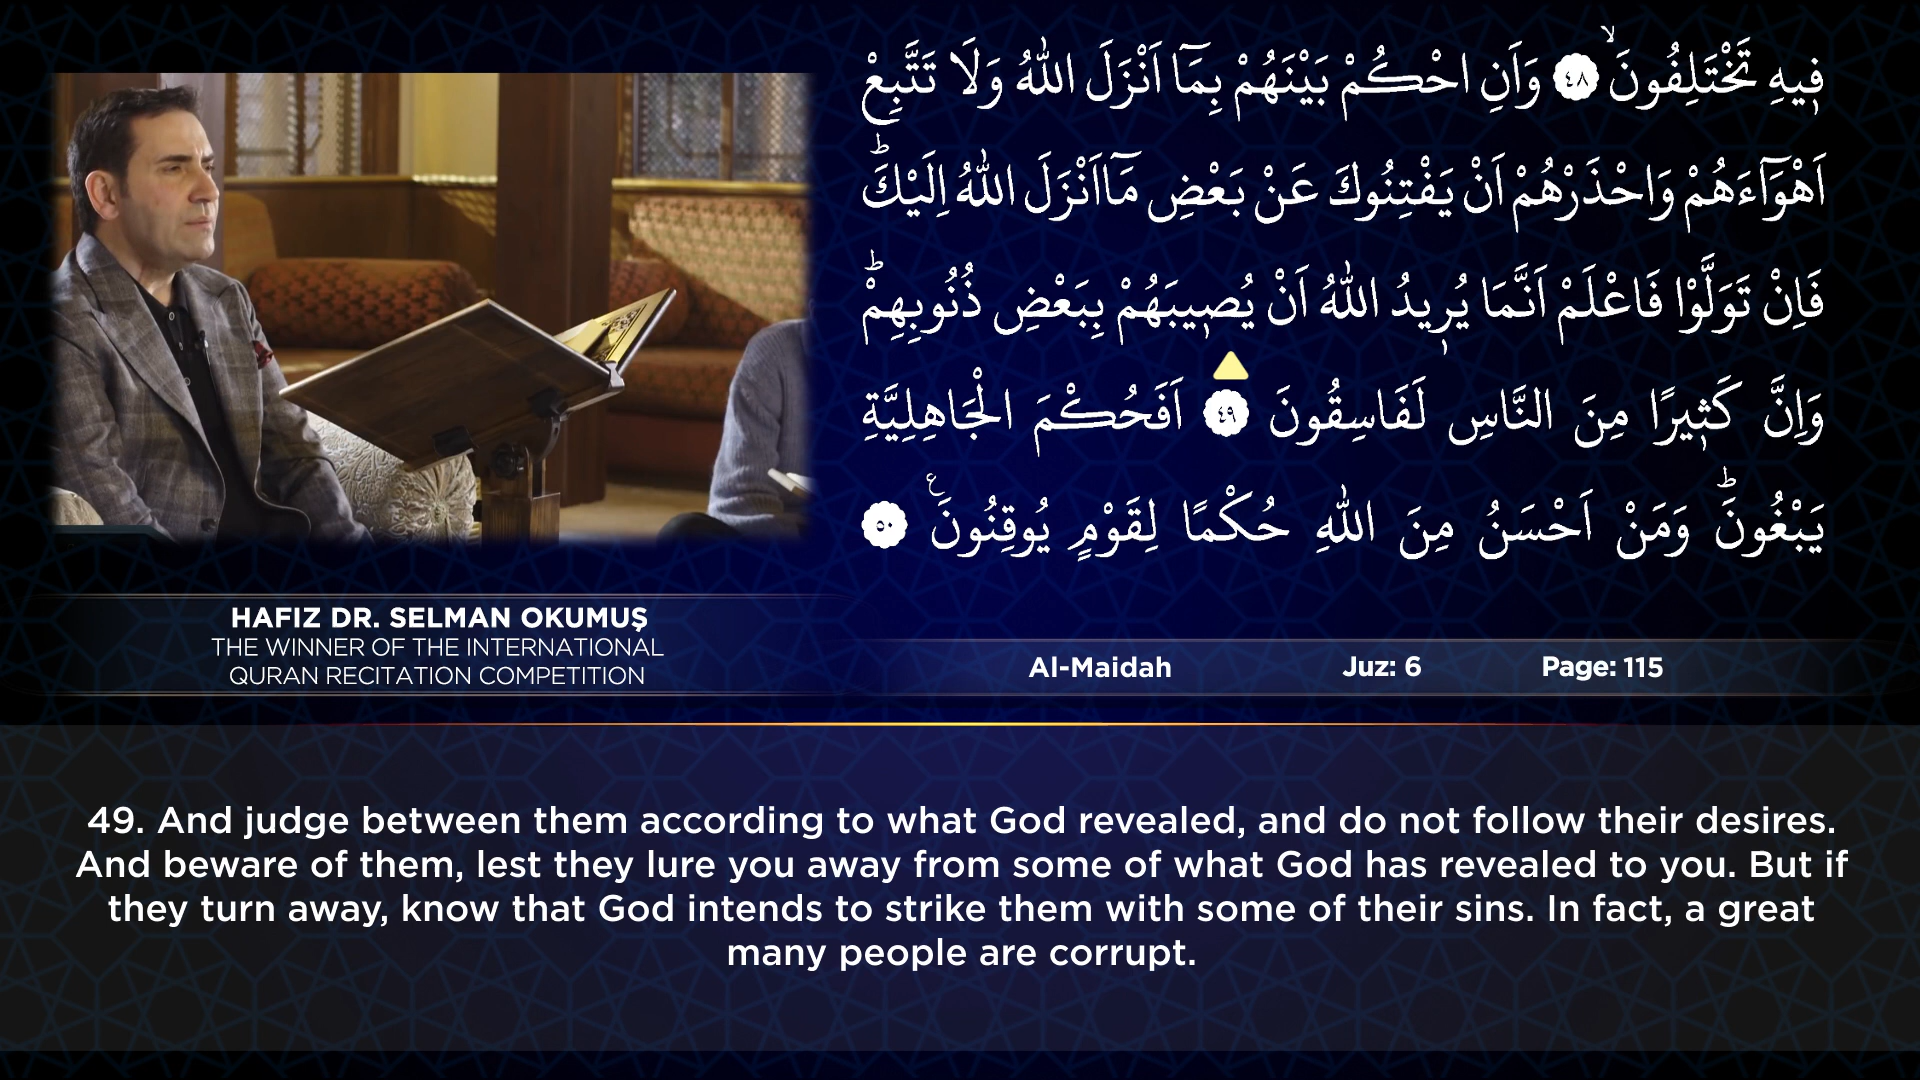 فِيهِ تَخْتَلِفُونَۙ ﴿٤٨﴾ وَاَنِ احْكُمْ بَيْنَهُمْ بِمَٓا اَنْزَلَ اللّٰهُ وَلَا تَتَّبِعْ
اَهْوَٓاءَهُمْ وَاحْذَرْهُمْ اَنْ يَفْتِنُوكَ عَنْ بَعْضِ مَٓا اَنْزَلَ اللّٰهُ اِلَيْكَۜ
فَاِنْ تَوَلَّوْا فَاعْلَمْ اَنَّمَا يُر۪يدُ اللّٰهُ اَنْ يُص۪يبَهُمْ بِبَعْضِ ذُنُوبِهِمْۜ
وَاِنَّ كَث۪يرًا مِنَ النَّاسِ لَفَاسِقُونَ ﴿٤٩﴾ اَفَحُكْمَ الْجَاهِلِيَّةِ
يَبْغُونَۜ وَمَنْ اَحْسَنُ مِنَ اللّٰهِ حُكْمًا لِقَوْمٍ يُوقِنُونَ۟ ع ﴿٥٠﴾
HAFIZ DR. SELMAN OKUMUŞ
THE WINNER OF THE INTERNATIONAL
QURAN RECITATION COMPETITION
Al-Maidah Juz: 6 Page: 115
49. And judge between them according to what God revealed, and do not follow their desires.
And beware of them, lest they lure you away from some of what God has revealed to you. But if
they turn away, know that God intends to strike them with some of their sins. In fact, a great
many people are corrupt.